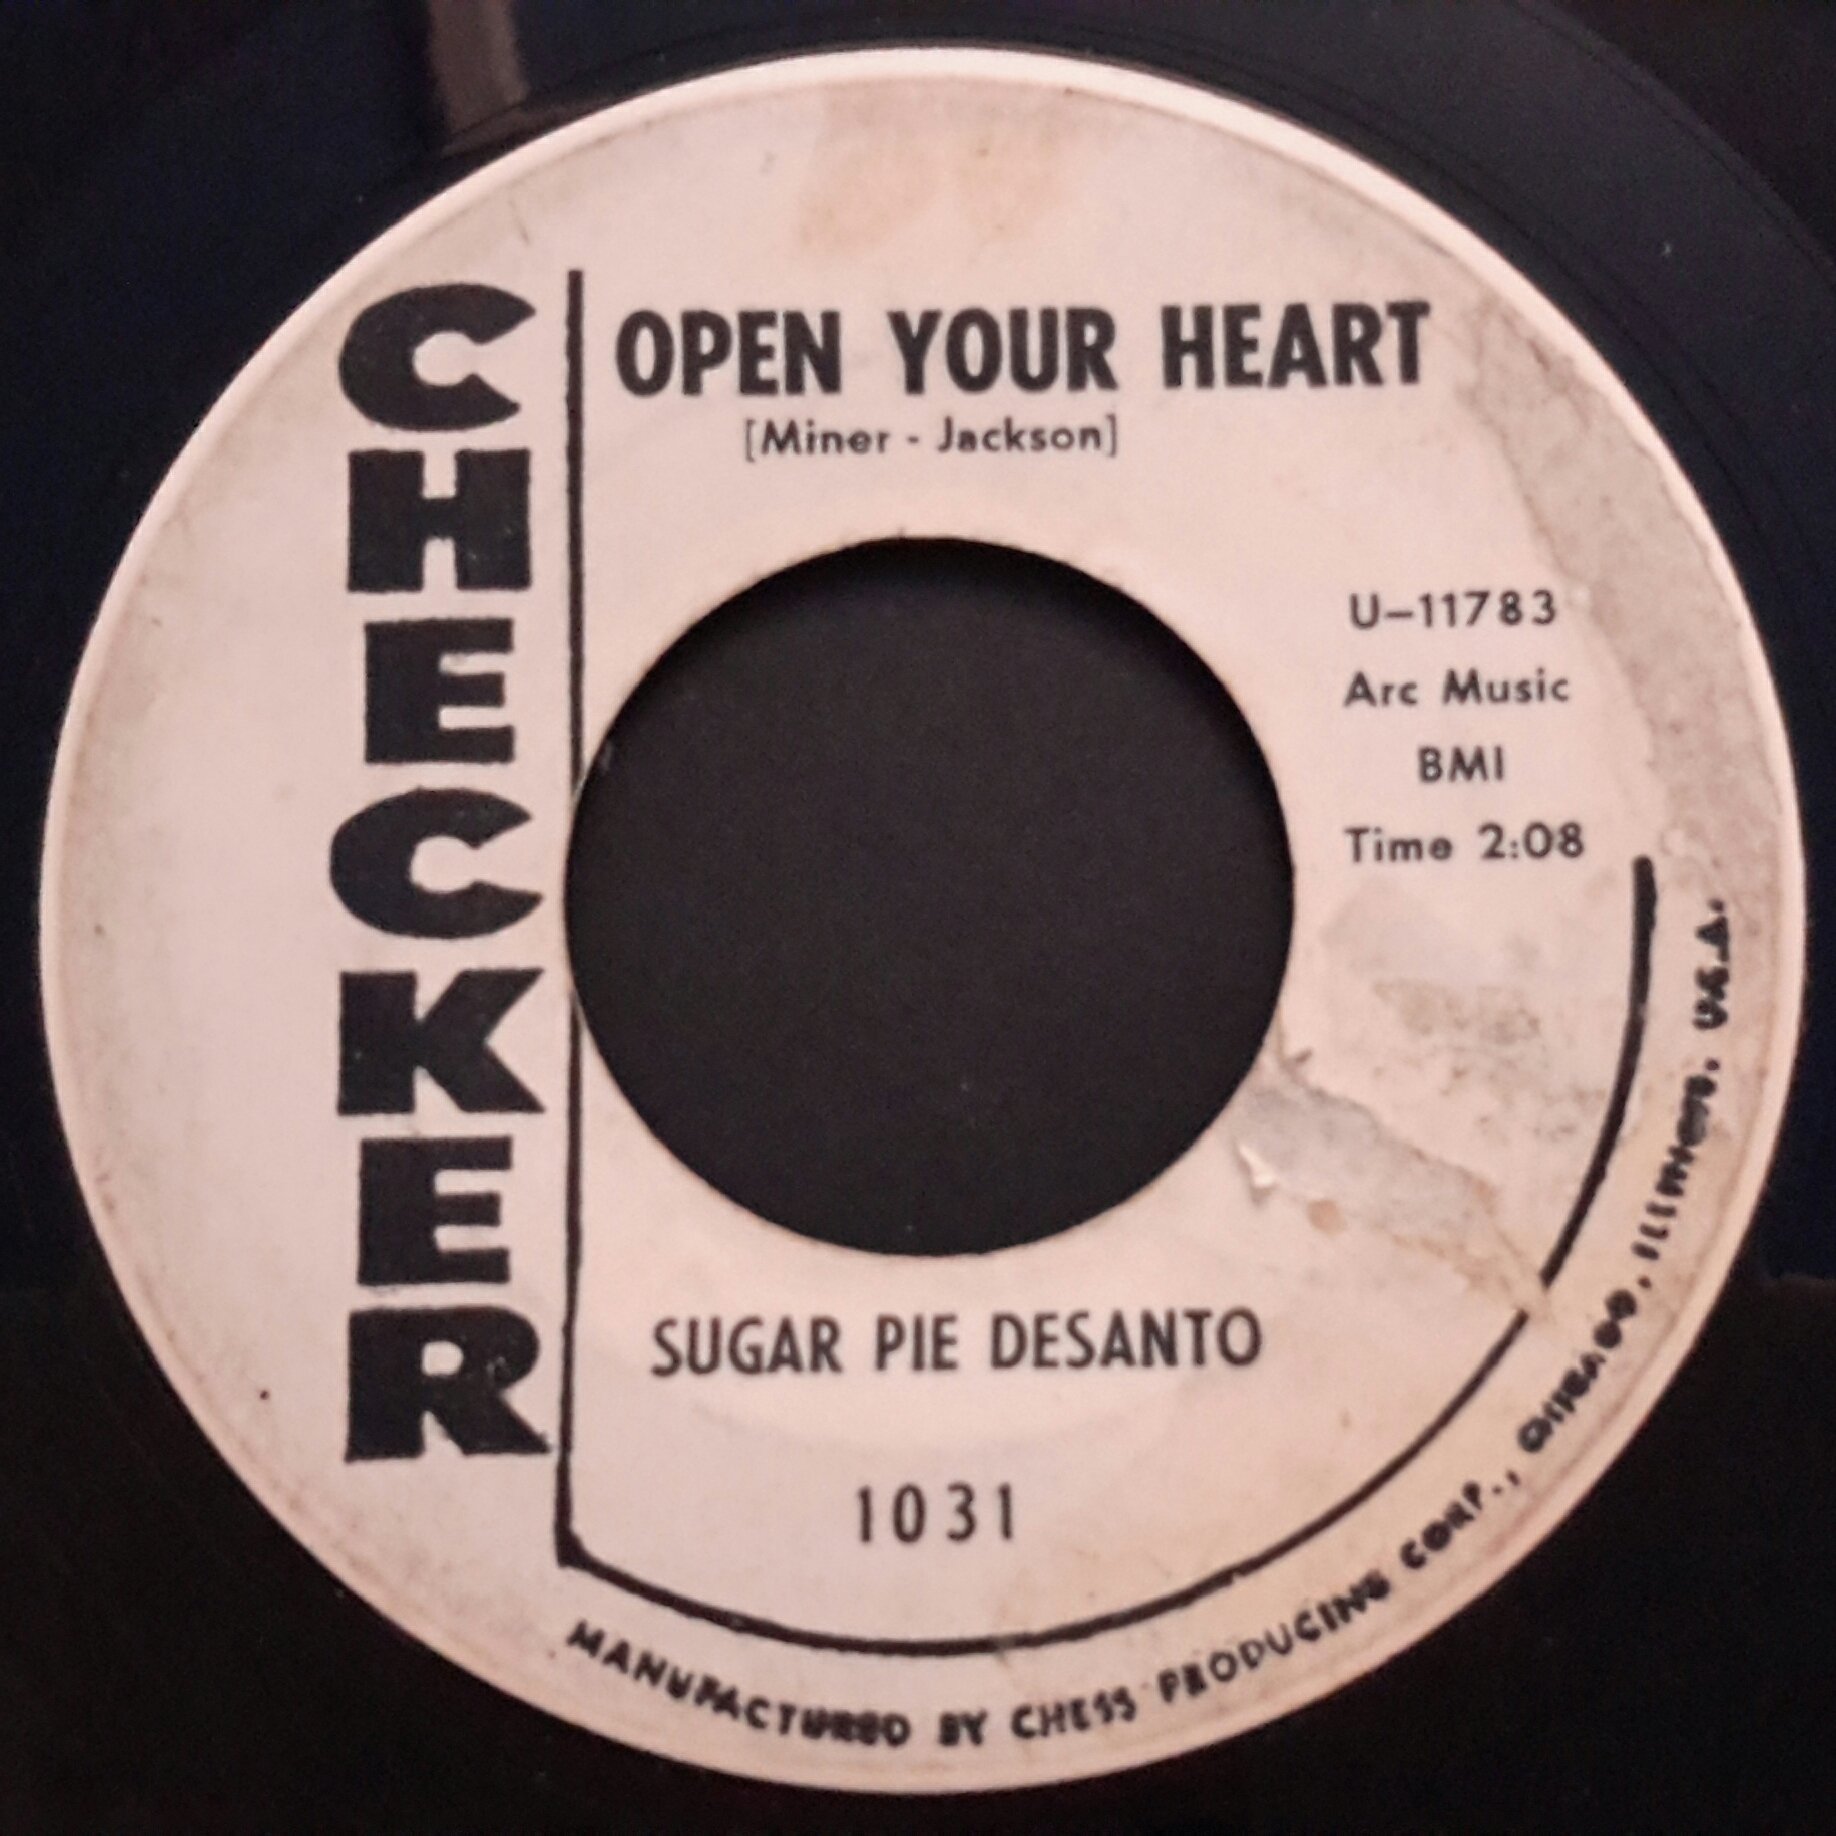 CHECKER
OPEN YOUR HEART
[Miner - Jackson]
U-11783
Arc Music
BMI
Time 2:08
SUGAR PIE DESANTO
1031
MANUFACTURED BY CHESS PRODUCING CORP., CHICAGO, ILLINOIS, U.S.A.